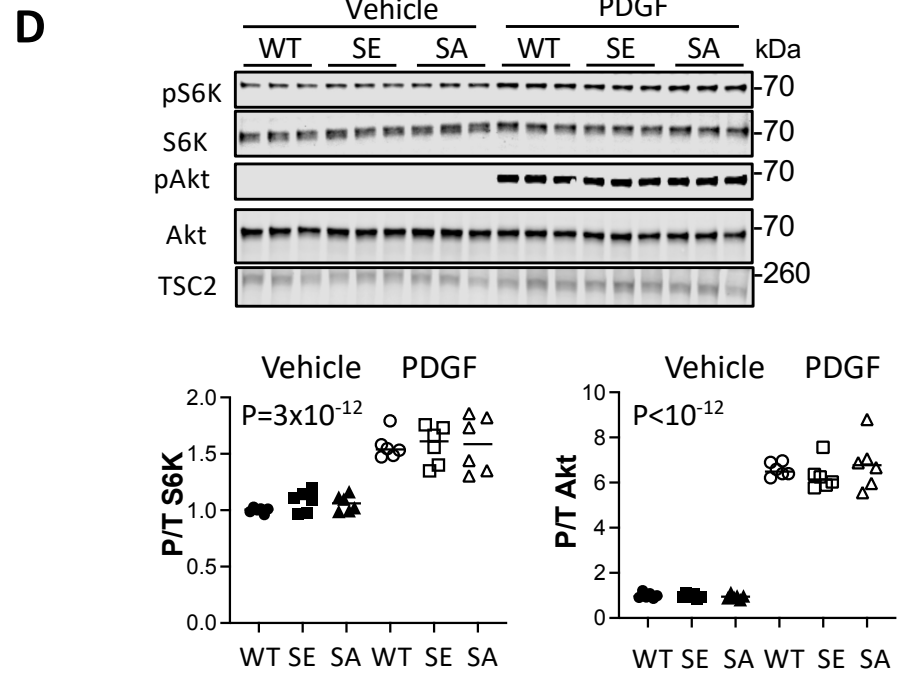 D
Vehicle PDGF
WT SE SA WT SE SA kDa
pS6K -70
S6K -70
pAkt -70
Akt -70
TSC2 -260
Vehicle PDGF
P=3x10⁻¹²
P/T S6K
2.0
1.5
1.0
0.5
0.0
WT SE SA WT SE SA
Vehicle PDGF
P<10⁻¹²
P/T Akt
10
8
6
4
2
0
WT SE SA WT SE SA